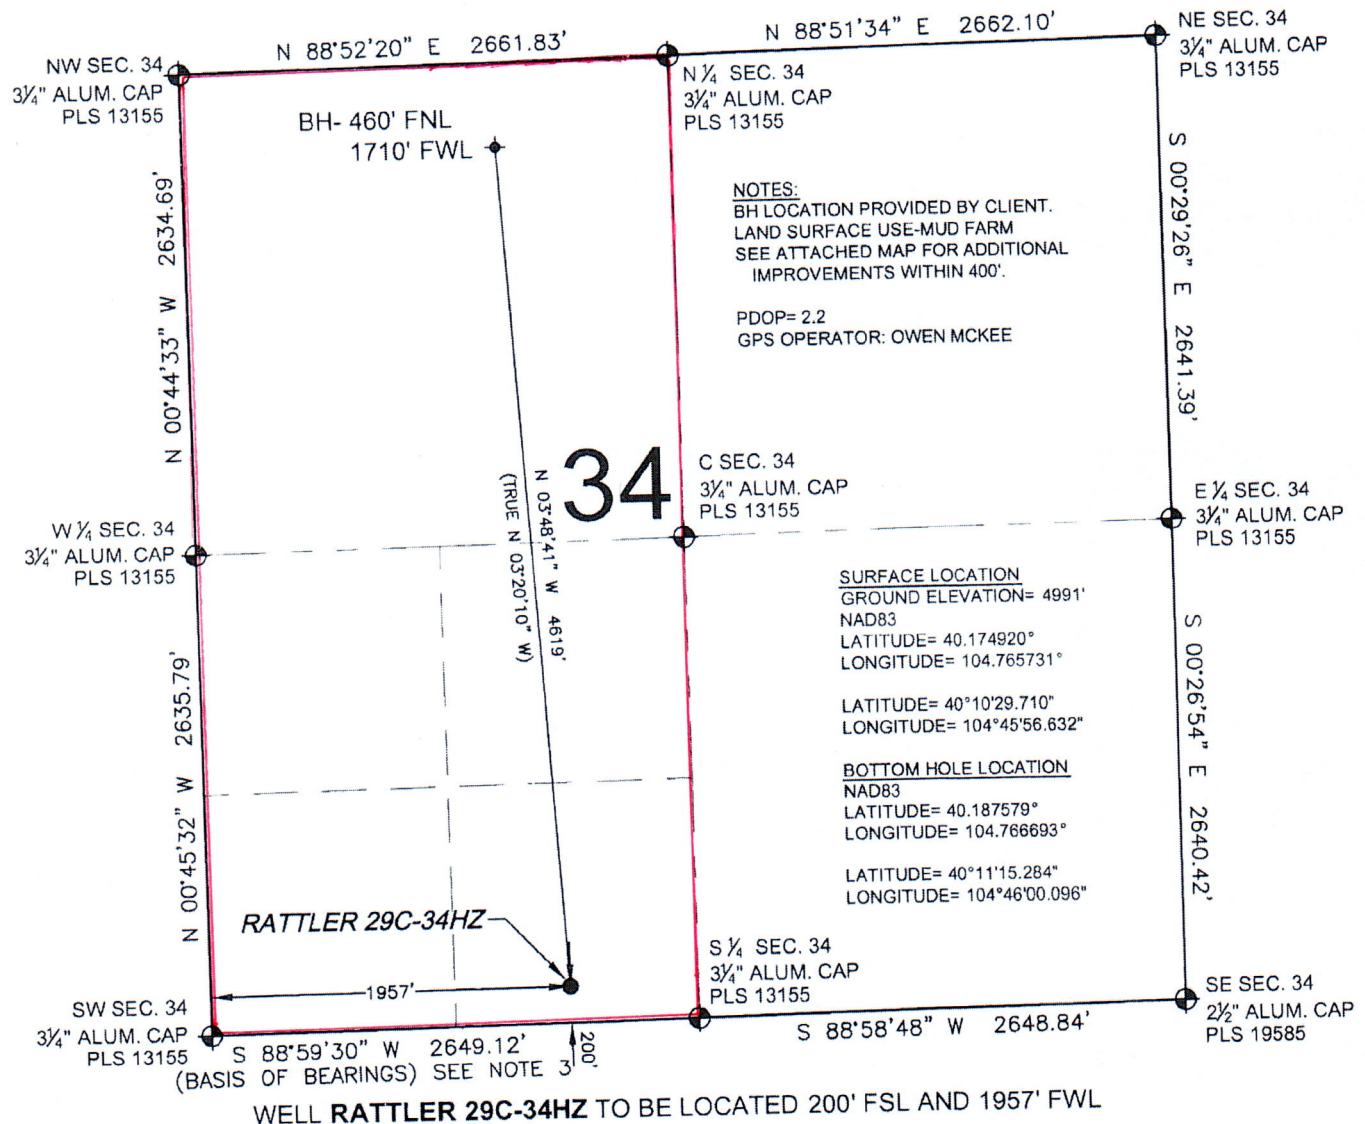 N 88°52'20" E 2661.83'
N 88°51'34" E 2662.10'
NW SEC. 34
3¼" ALUM. CAP
PLS 13155
N ¼ SEC. 34
3¼" ALUM. CAP
PLS 13155
NE SEC. 34
3¼" ALUM. CAP
PLS 13155
BH- 460' FNL
1710' FWL
NOTES:
BH LOCATION PROVIDED BY CLIENT.
LAND SURFACE USE-MUD FARM
SEE ATTACHED MAP FOR ADDITIONAL
IMPROVEMENTS WITHIN 400'.
PDOP= 2.2
GPS OPERATOR: OWEN MCKEE
N 00°44'33" W 2634.69'
S 00°29'26" E 2641.39'
N 03°48'41" W 4619'
(TRUE N 03°20'10" W)
34
C SEC. 34
3¼" ALUM. CAP
PLS 13155
W ¼ SEC. 34
3¼" ALUM. CAP
PLS 13155
E ¼ SEC. 34
3¼" ALUM. CAP
PLS 13155
SURFACE LOCATION
GROUND ELEVATION= 4991'
NAD83
LATITUDE= 40.174920°
LONGITUDE= 104.765731°
LATITUDE= 40°10'29.710"
LONGITUDE= 104°45'56.632"
BOTTOM HOLE LOCATION
NAD83
LATITUDE= 40.187579°
LONGITUDE= 104.766693°
LATITUDE= 40°11'15.284"
LONGITUDE= 104°46'00.096"
N 00°45'32" W 2635.79'
S 00°26'54" E 2640.42'
RATTLER 29C-34HZ
1957'
200'
SW SEC. 34
3¼" ALUM. CAP
PLS 13155
S ¼ SEC. 34
3¼" ALUM. CAP
PLS 13155
SE SEC. 34
2½" ALUM. CAP
PLS 19585
S 88°59'30" W 2649.12'
(BASIS OF BEARINGS) SEE NOTE 3
S 88°58'48" W 2648.84'
WELL RATTLER 29C-34HZ TO BE LOCATED 200' FSL AND 1957' FWL